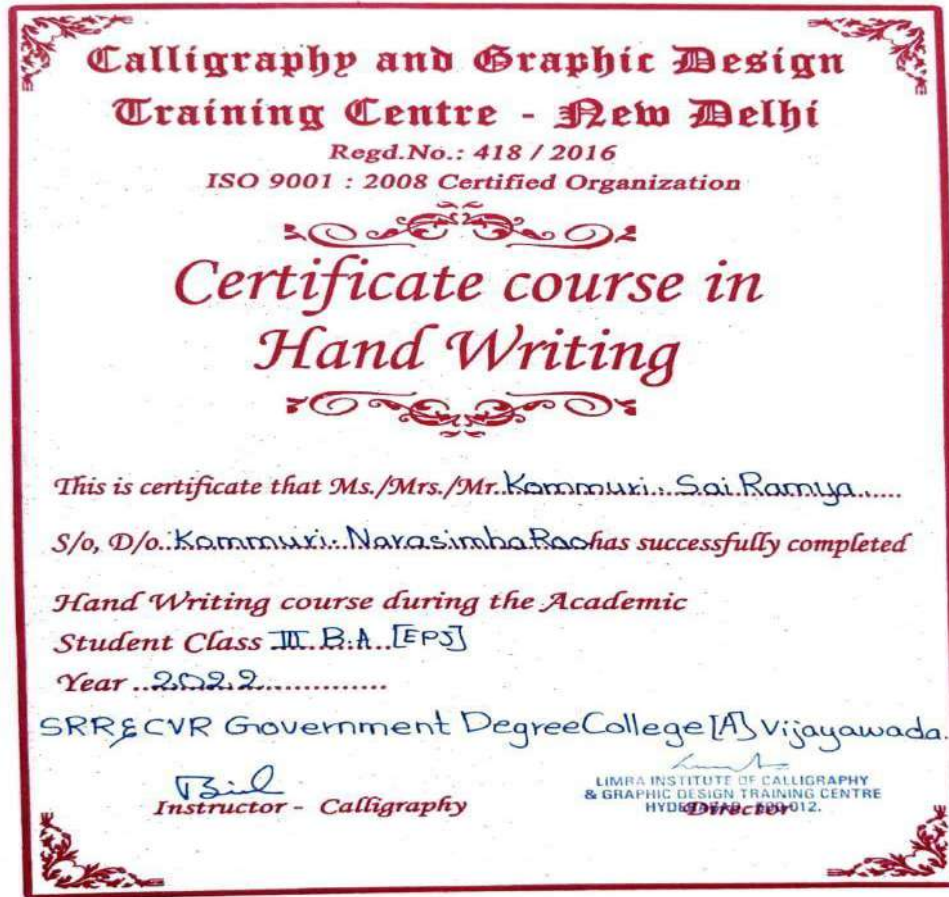 Calligraphy and Graphic Design
Training Centre - New Delhi
Regd.No.: 418 / 2016
ISO 9001 : 2008 Certified Organization
Certificate course in
Hand Writing
This is certificate that Ms./Mrs./Mr. Kommuri. Sai Ramya......
S/o, D/o..Kommuri. Narasimha Rao has successfully completed
Hand Writing course during the Academic
Student Class III B.A. [EPS]
Year ..2022..............
SRR & CVR Government Degree College [A] Vijayawada.
LIMRA INSTITUTE OF CALLIGRAPHY
& GRAPHIC DESIGN TRAINING CENTRE
Instructor - Calligraphy
Director